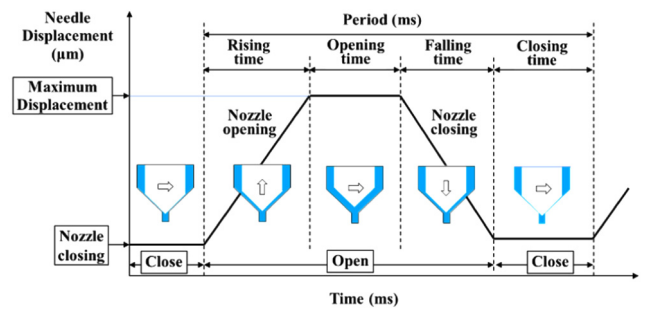 Needle
Displacement
(μm)
Period (ms)
Rising
time
Opening
time
Falling
time
Closing
time
Maximum
Displacement
Nozzle
opening
Nozzle
closing
Nozzle
closing
Close
Open
Close
Time (ms)